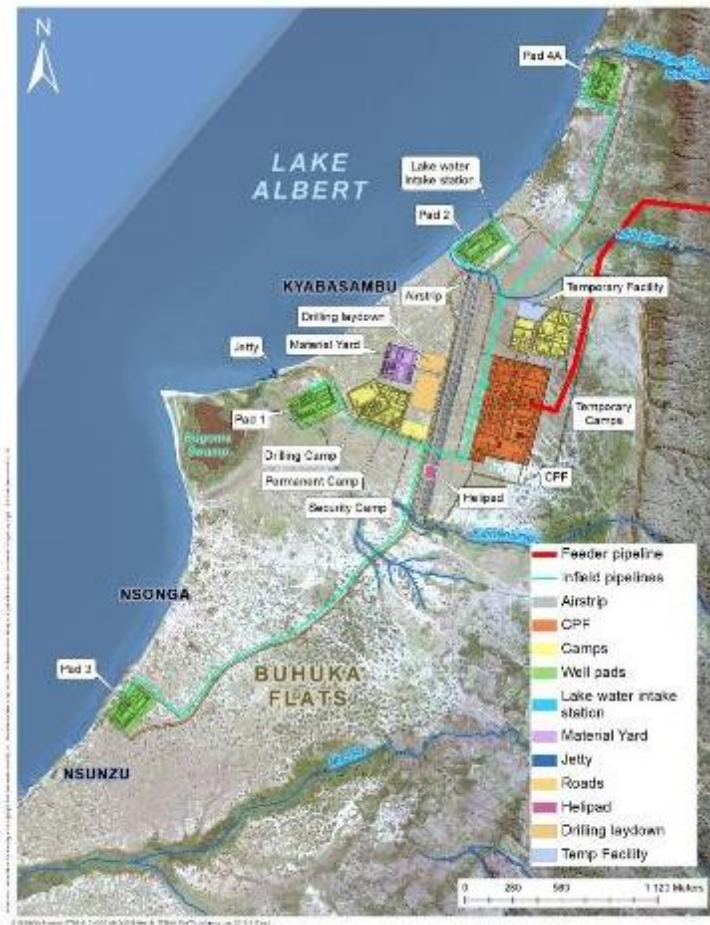 N
Pad 4A
LAKE
ALBERT
Lake water
intake station
Pad 2
KYABASAMBU
Airstrip
Temporary Facility
Drilling laydown
Material Yard
Jetty
Bugoma
Swamp
Pad 1
Temporary
Camps
Drilling Camp
Permanent Camp
CPF
Helipad
Security Camp
NSONGA
Pad 3
BUHUKA
FLATS
NSUNZU
Feeder pipeline
Infield pipelines
Airstrip
CPF
Camps
Well pads
Lake water intake
station
Material Yard
Jetty
Roads
Helipad
Drilling laydown
Temp Facility
0 280 560 1 120 Meters